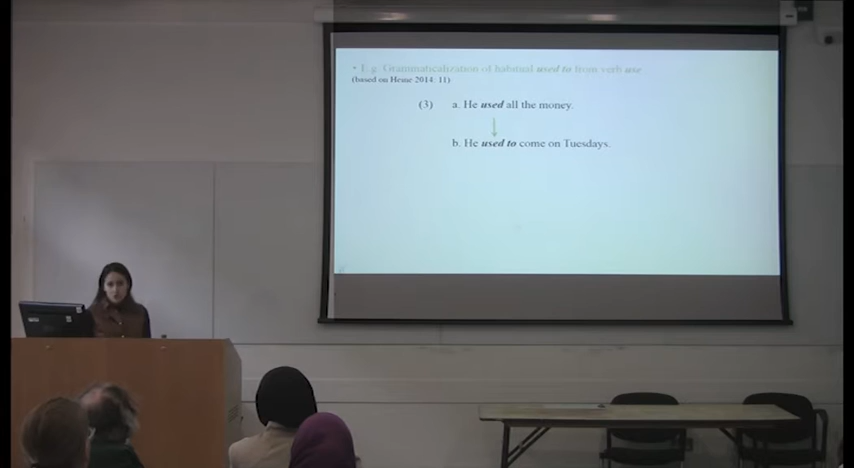 • E.g. Grammaticalization of habitual used to from verb use
(based on Heine 2014: 11)
(3) a. He used all the money.
b. He used to come on Tuesdays.